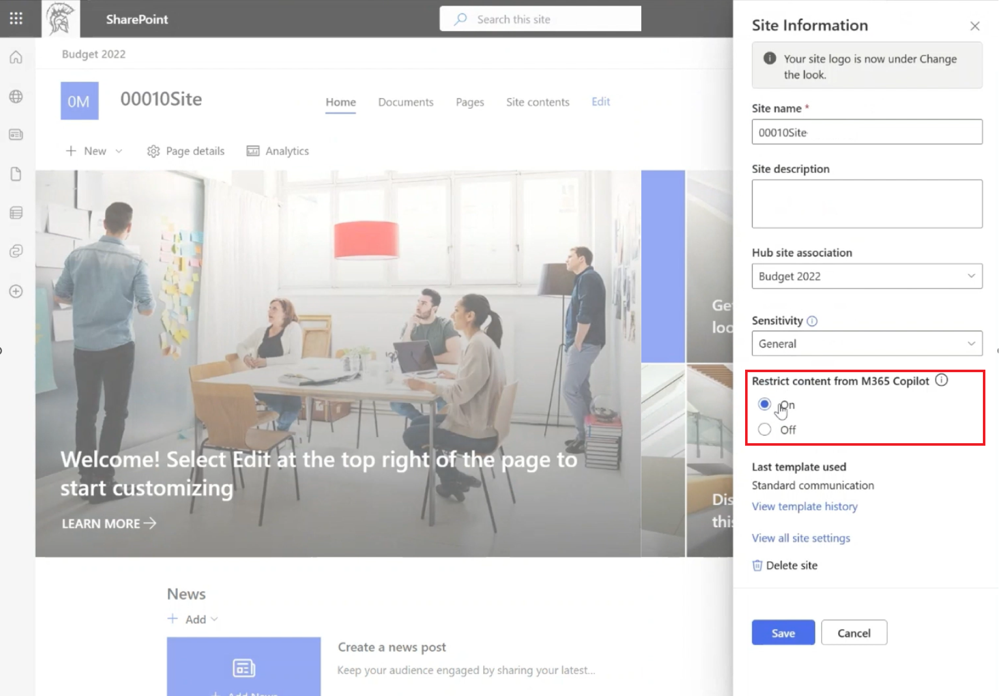 SharePoint
Search this site
Budget 2022
0M
00010Site
Home
Documents
Pages
Site contents
Edit
New
Page details
Analytics
Welcome! Select Edit at the top right of the page to
start customizing
LEARN MORE
Ge
loo
Dis
this
News
Add
Create a news post
Keep your audience engaged by sharing your latest...
Add News
Site Information
Your site logo is now under Change
the look.
Site name *
00010Site
Site description
Hub site association
Budget 2022
Sensitivity
General
Restrict content from M365 Copilot
On
Off
Last template used
Standard communication
View template history
View all site settings
Delete site
Save
Cancel